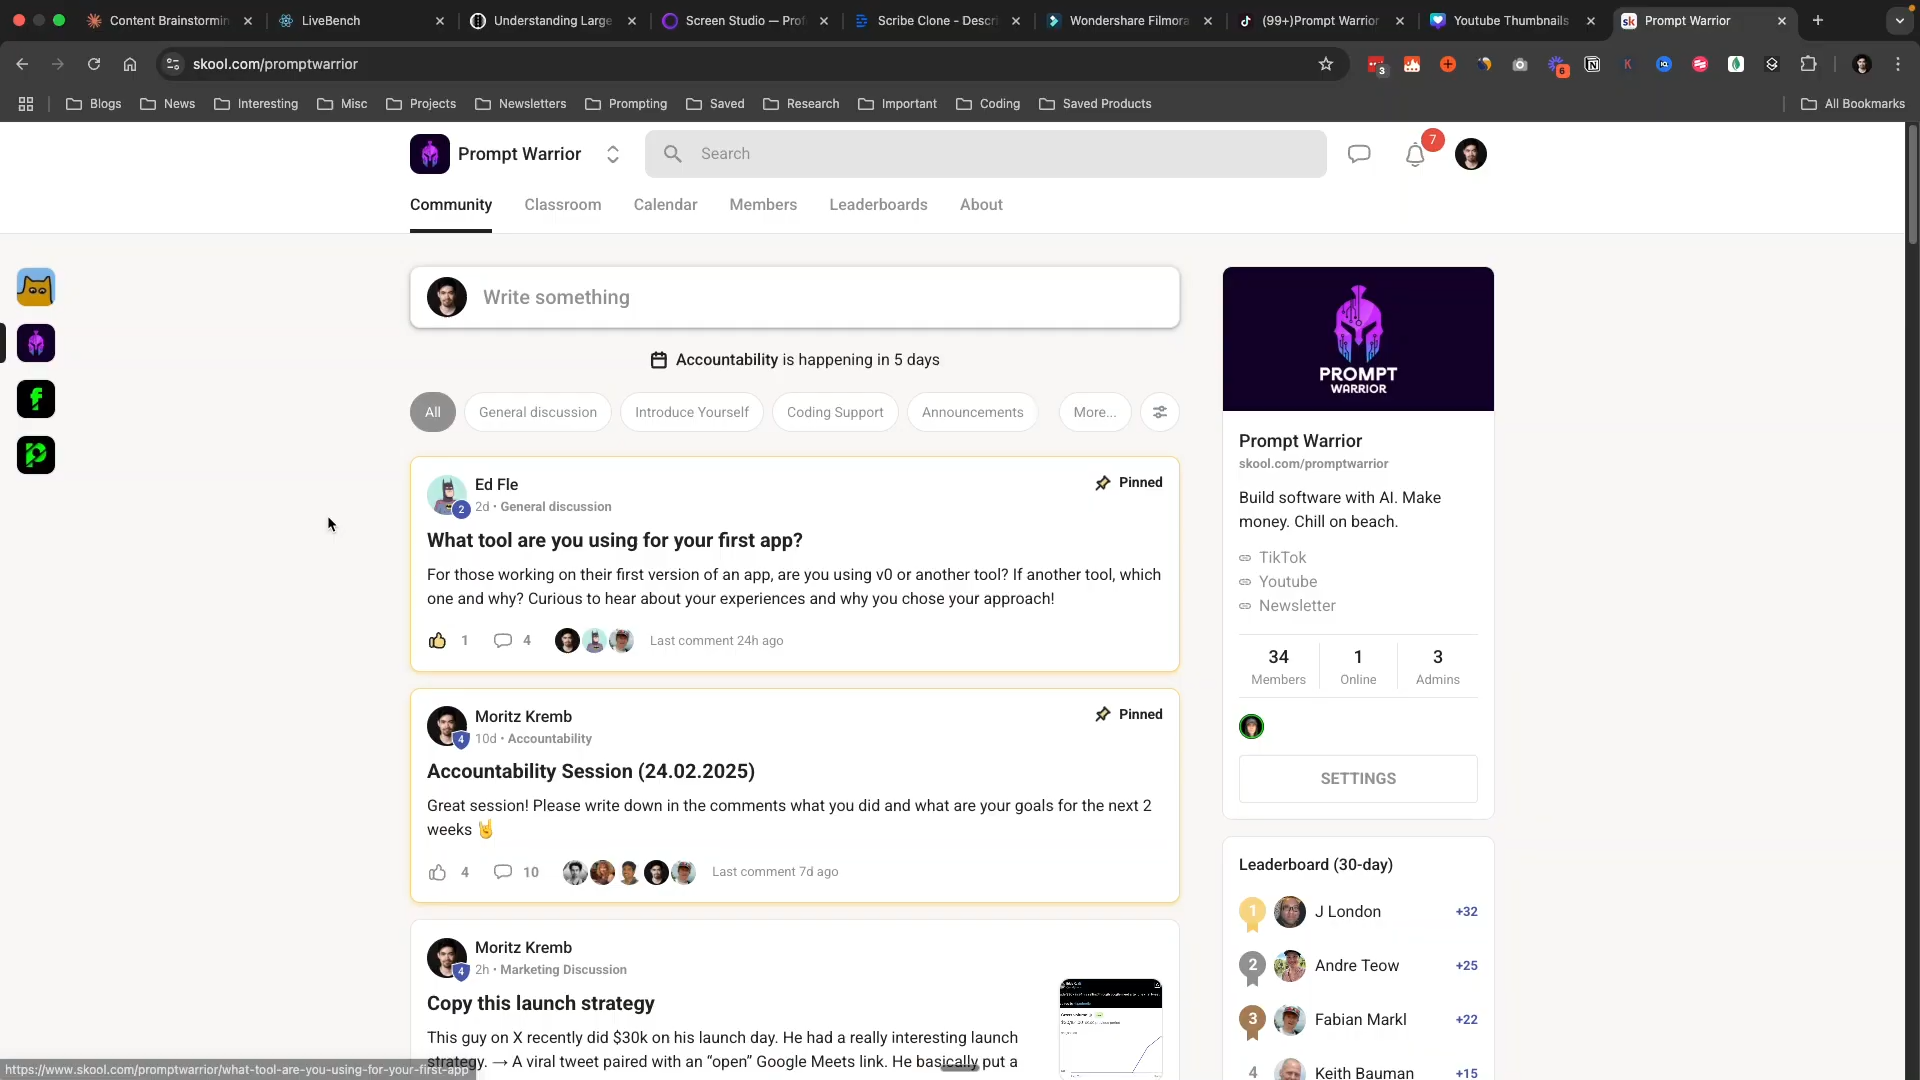 Content Brainstormin
LiveBench
Understanding Large
Screen Studio — Prof
Scribe Clone - Descri
Wondershare Filmora
(99+)Prompt Warrior
Youtube Thumbnails
sk
Prompt Warrior
skool.com/promptwarrior
3
6
Blogs
News
Interesting
Misc
Projects
Newsletters
Prompting
Saved
Research
Important
Coding
Saved Products
All Bookmarks
Prompt Warrior
Search
7
Community
Classroom
Calendar
Members
Leaderboards
About
Write something
Accountability is happening in 5 days
All
General discussion
Introduce Yourself
Coding Support
Announcements
More...
Ed Fle
Pinned
2
2d • General discussion
What tool are you using for your first app?
For those working on their first version of an app, are you using v0 or another tool? If another tool, which
one and why? Curious to hear about your experiences and why you chose your approach!
1
4
Last comment 24h ago
Moritz Kremb
Pinned
4
10d • Accountability
Accountability Session (24.02.2025)
Great session! Please write down in the comments what you did and what are your goals for the next 2
weeks 🤘
4
10
Last comment 7d ago
Moritz Kremb
4
2h • Marketing Discussion
Copy this launch strategy
This guy on X recently did $30k on his launch day. He had a really interesting launch
strategy. → A viral tweet paired with an “open” Google Meets link. He basically put a
PROMPT
WARRIOR
Prompt Warrior
skool.com/promptwarrior
Build software with AI. Make
money. Chill on beach.
TikTok
Youtube
Newsletter
34
Members
1
Online
3
Admins
SETTINGS
Leaderboard (30-day)
1
J London
+32
2
Andre Teow
+25
3
Fabian Markl
+22
4
Keith Bauman
+15
https://www.skool.com/promptwarrior/what-tool-are-you-using-for-your-first-app